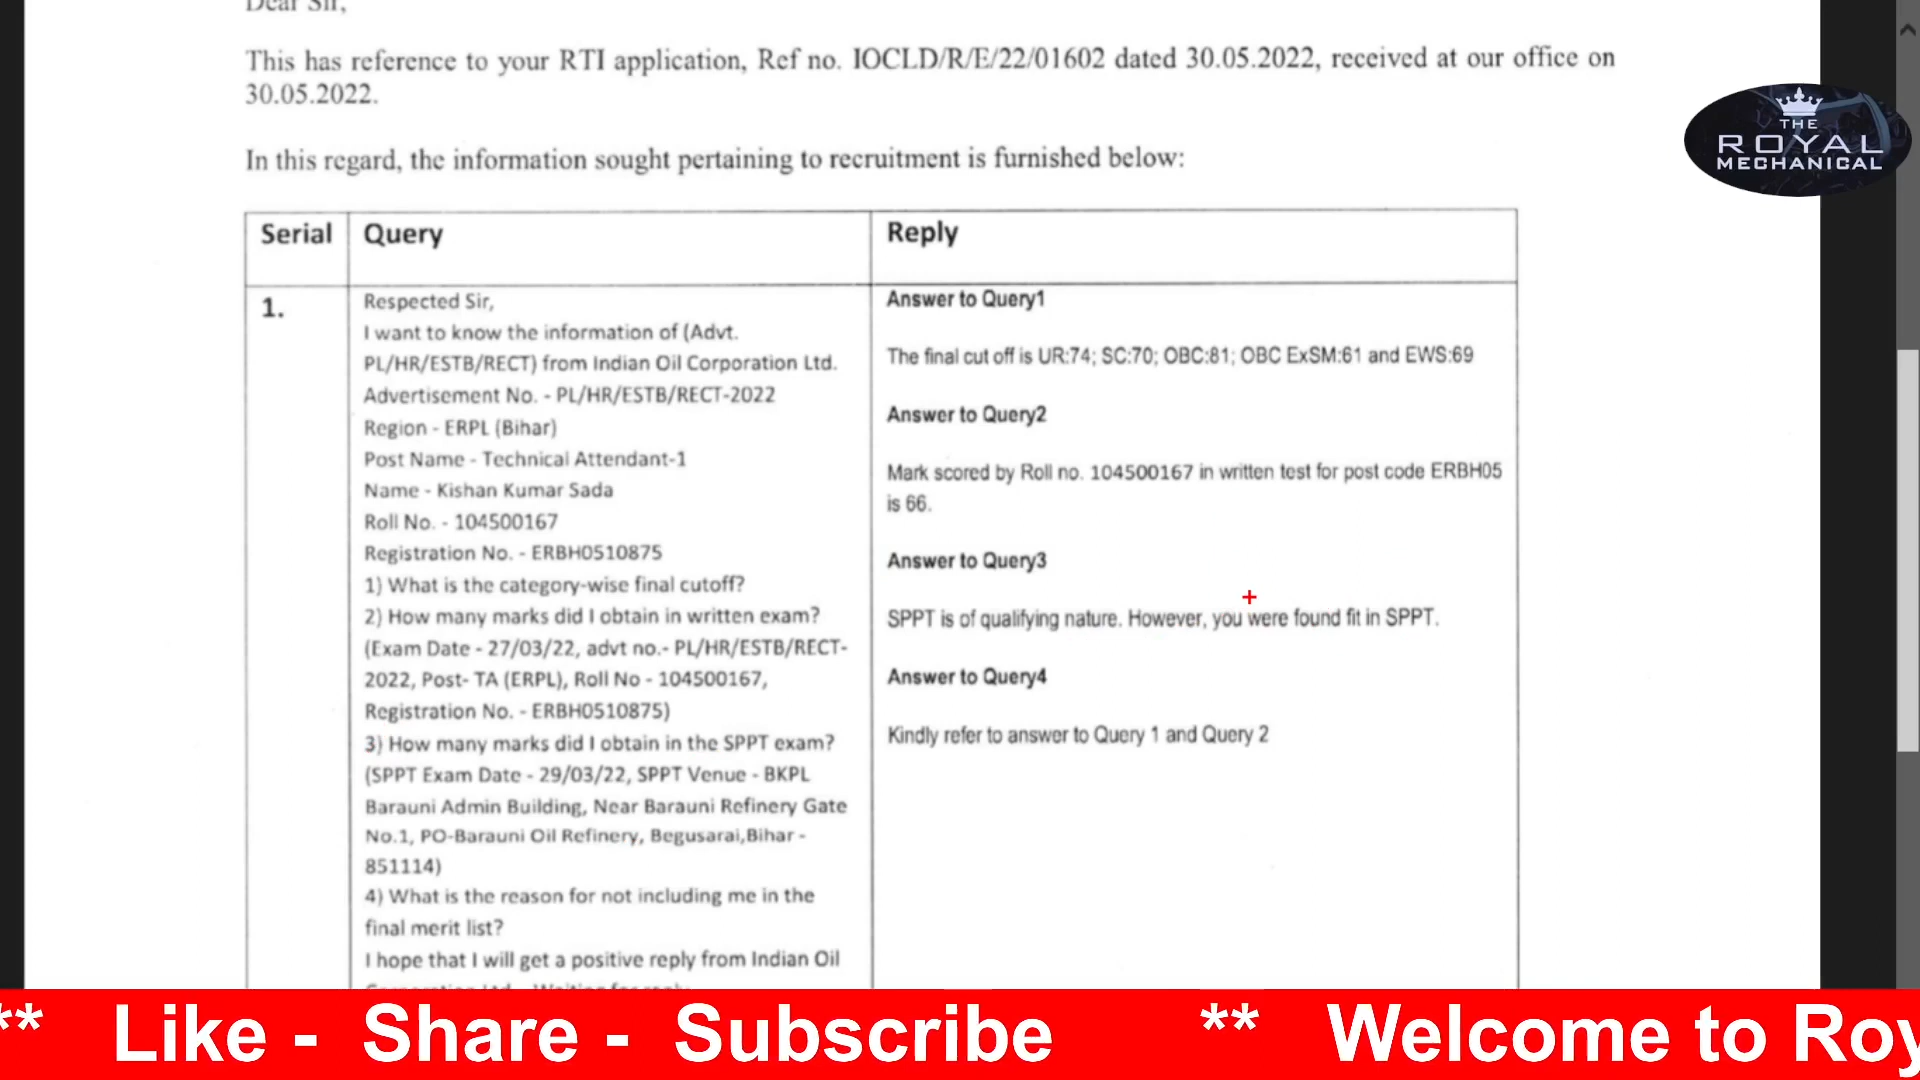 Dear Sir,
This has reference to your RTI application, Ref no. IOCLD/R/E/22/01602 dated 30.05.2022, received at our office on
30.05.2022.
In this regard, the information sought pertaining to recruitment is furnished below:
THE
ROYAL
MECHANICAL
Serial
Query
Reply
1.
Respected Sir,
I want to know the information of (Advt.
PL/HR/ESTB/RECT) from Indian Oil Corporation Ltd.
Advertisement No. - PL/HR/ESTB/RECT-2022
Region - ERPL (Bihar)
Post Name - Technical Attendant-1
Name - Kishan Kumar Sada
Roll No. - 104500167
Registration No. - ERBH0510875
1) What is the category-wise final cutoff?
2) How many marks did I obtain in written exam?
(Exam Date - 27/03/22, advt no.- PL/HR/ESTB/RECT-
2022, Post- TA (ERPL), Roll No - 104500167,
Registration No. - ERBH0510875)
3) How many marks did I obtain in the SPPT exam?
(SPPT Exam Date - 29/03/22, SPPT Venue - BKPL
Barauni Admin Building, Near Barauni Refinery Gate
No.1, PO-Barauni Oil Refinery, Begusarai,Bihar -
851114)
4) What is the reason for not including me in the
final merit list?
I hope that I will get a positive reply from Indian Oil
Answer to Query1
The final cut off is UR:74; SC:70; OBC:81; OBC ExSM:61 and EWS:69
Answer to Query2
Mark scored by Roll no. 104500167 in written test for post code ERBH05
is 66.
Answer to Query3
SPPT is of qualifying nature. However, you were found fit in SPPT.
Answer to Query4
Kindly refer to answer to Query 1 and Query 2
** Like - Share - Subscribe ** Welcome to Roy